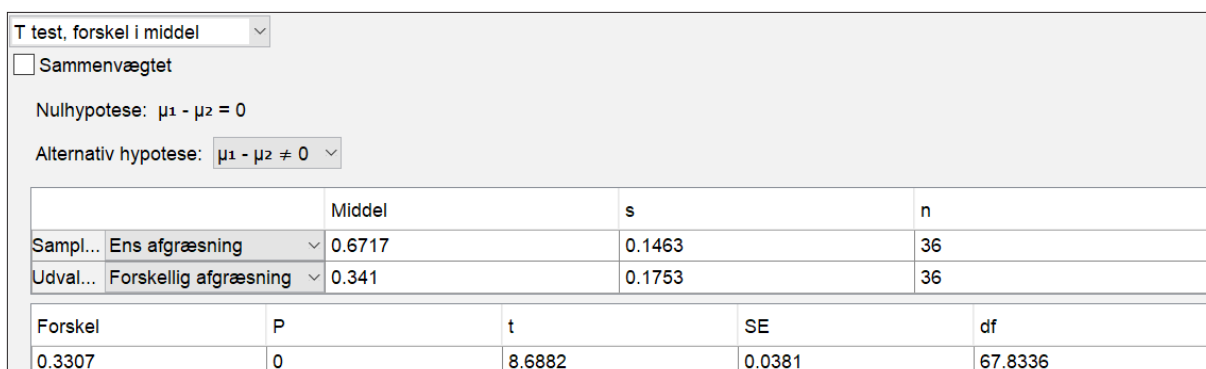 T test, forskel i middel
Sammenvægtet
Nulhypotese: μ1 - μ2 = 0
Alternativ hypotese: μ1 - μ2 ≠ 0
Middel s n
Sampl... Ens afgræsning 0.6717 0.1463 36
Udval... Forskellig afgræsning 0.341 0.1753 36
Forskel P t SE df
0.3307 0 8.6882 0.0381 67.8336